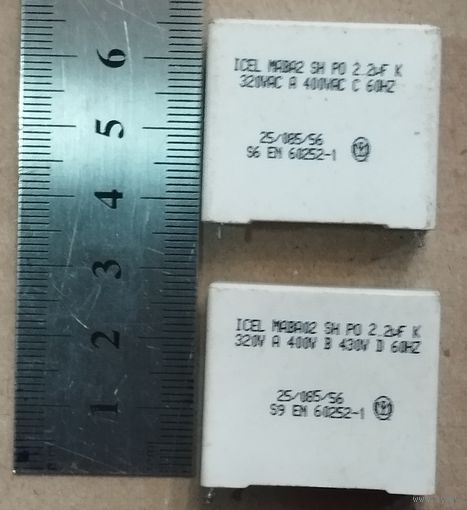 6
5
4
3
2
1
ICEL MABA2 SH PO 2.2uF K
320VAC A 400VAC C 60HZ
25/085/56
S6 EN 60252-1
ICEL MABA02 SH PO 2.2uF K
320V A 400V B 430V D 60HZ
25/085/56
S9 EN 60252-1